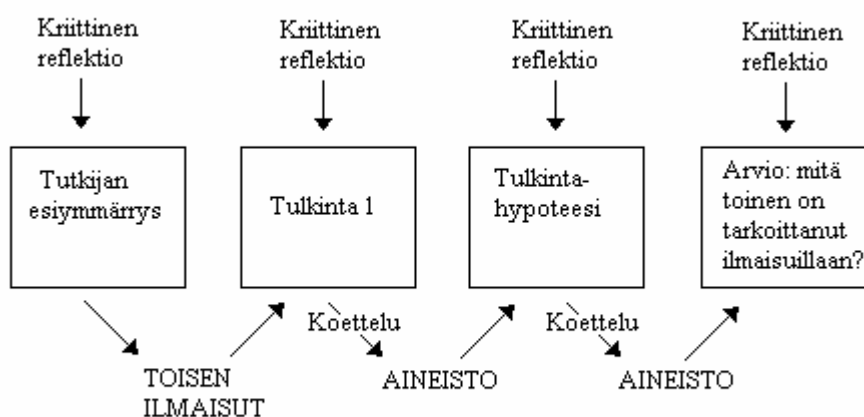 Kriittinen
reflektio
Kriittinen
reflektio
Kriittinen
reflektio
Kriittinen
reflektio
Tutkijan
esiymmärrys
Tulkinta 1
Tulkinta-
hypoteesi
Arvio: mitä
toinen on
tarkoittanut
ilmaisuillaan?
Koettelu
Koettelu
TOISEN
ILMAISUT
AINEISTO
AINEISTO